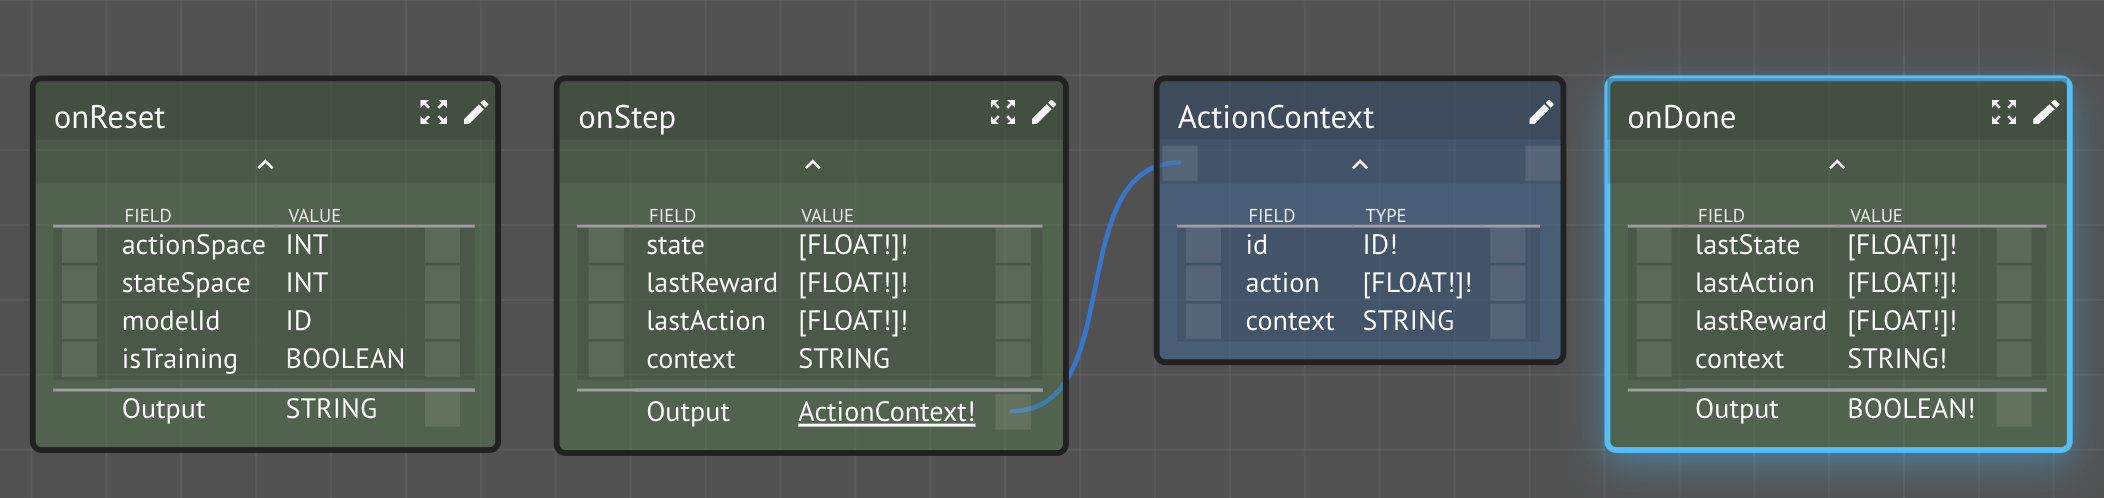 onReset
FIELD VALUE
actionSpace INT
stateSpace INT
modelId ID
isTraining BOOLEAN
Output STRING
onStep
FIELD VALUE
state [FLOAT!]!
lastReward [FLOAT!]!
lastAction [FLOAT!]!
context STRING
Output ActionContext!
ActionContext
FIELD TYPE
id ID!
action [FLOAT!]!
context STRING
onDone
FIELD VALUE
lastState [FLOAT!]!
lastAction [FLOAT!]!
lastReward [FLOAT!]!
context STRING!
Output BOOLEAN!